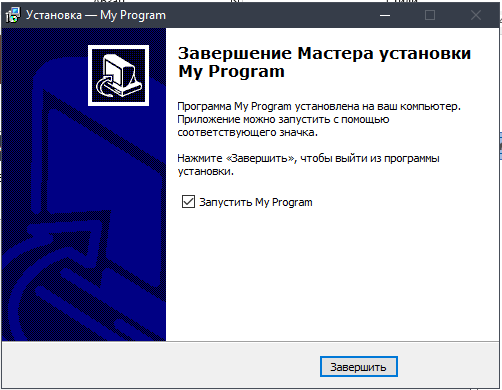 Установка — My Program
Завершение Мастера установки
My Program
Программа My Program установлена на ваш компьютер.
Приложение можно запустить с помощью
соответствующего значка.
Нажмите «Завершить», чтобы выйти из программы
установки.
Запустить My Program
Завершить